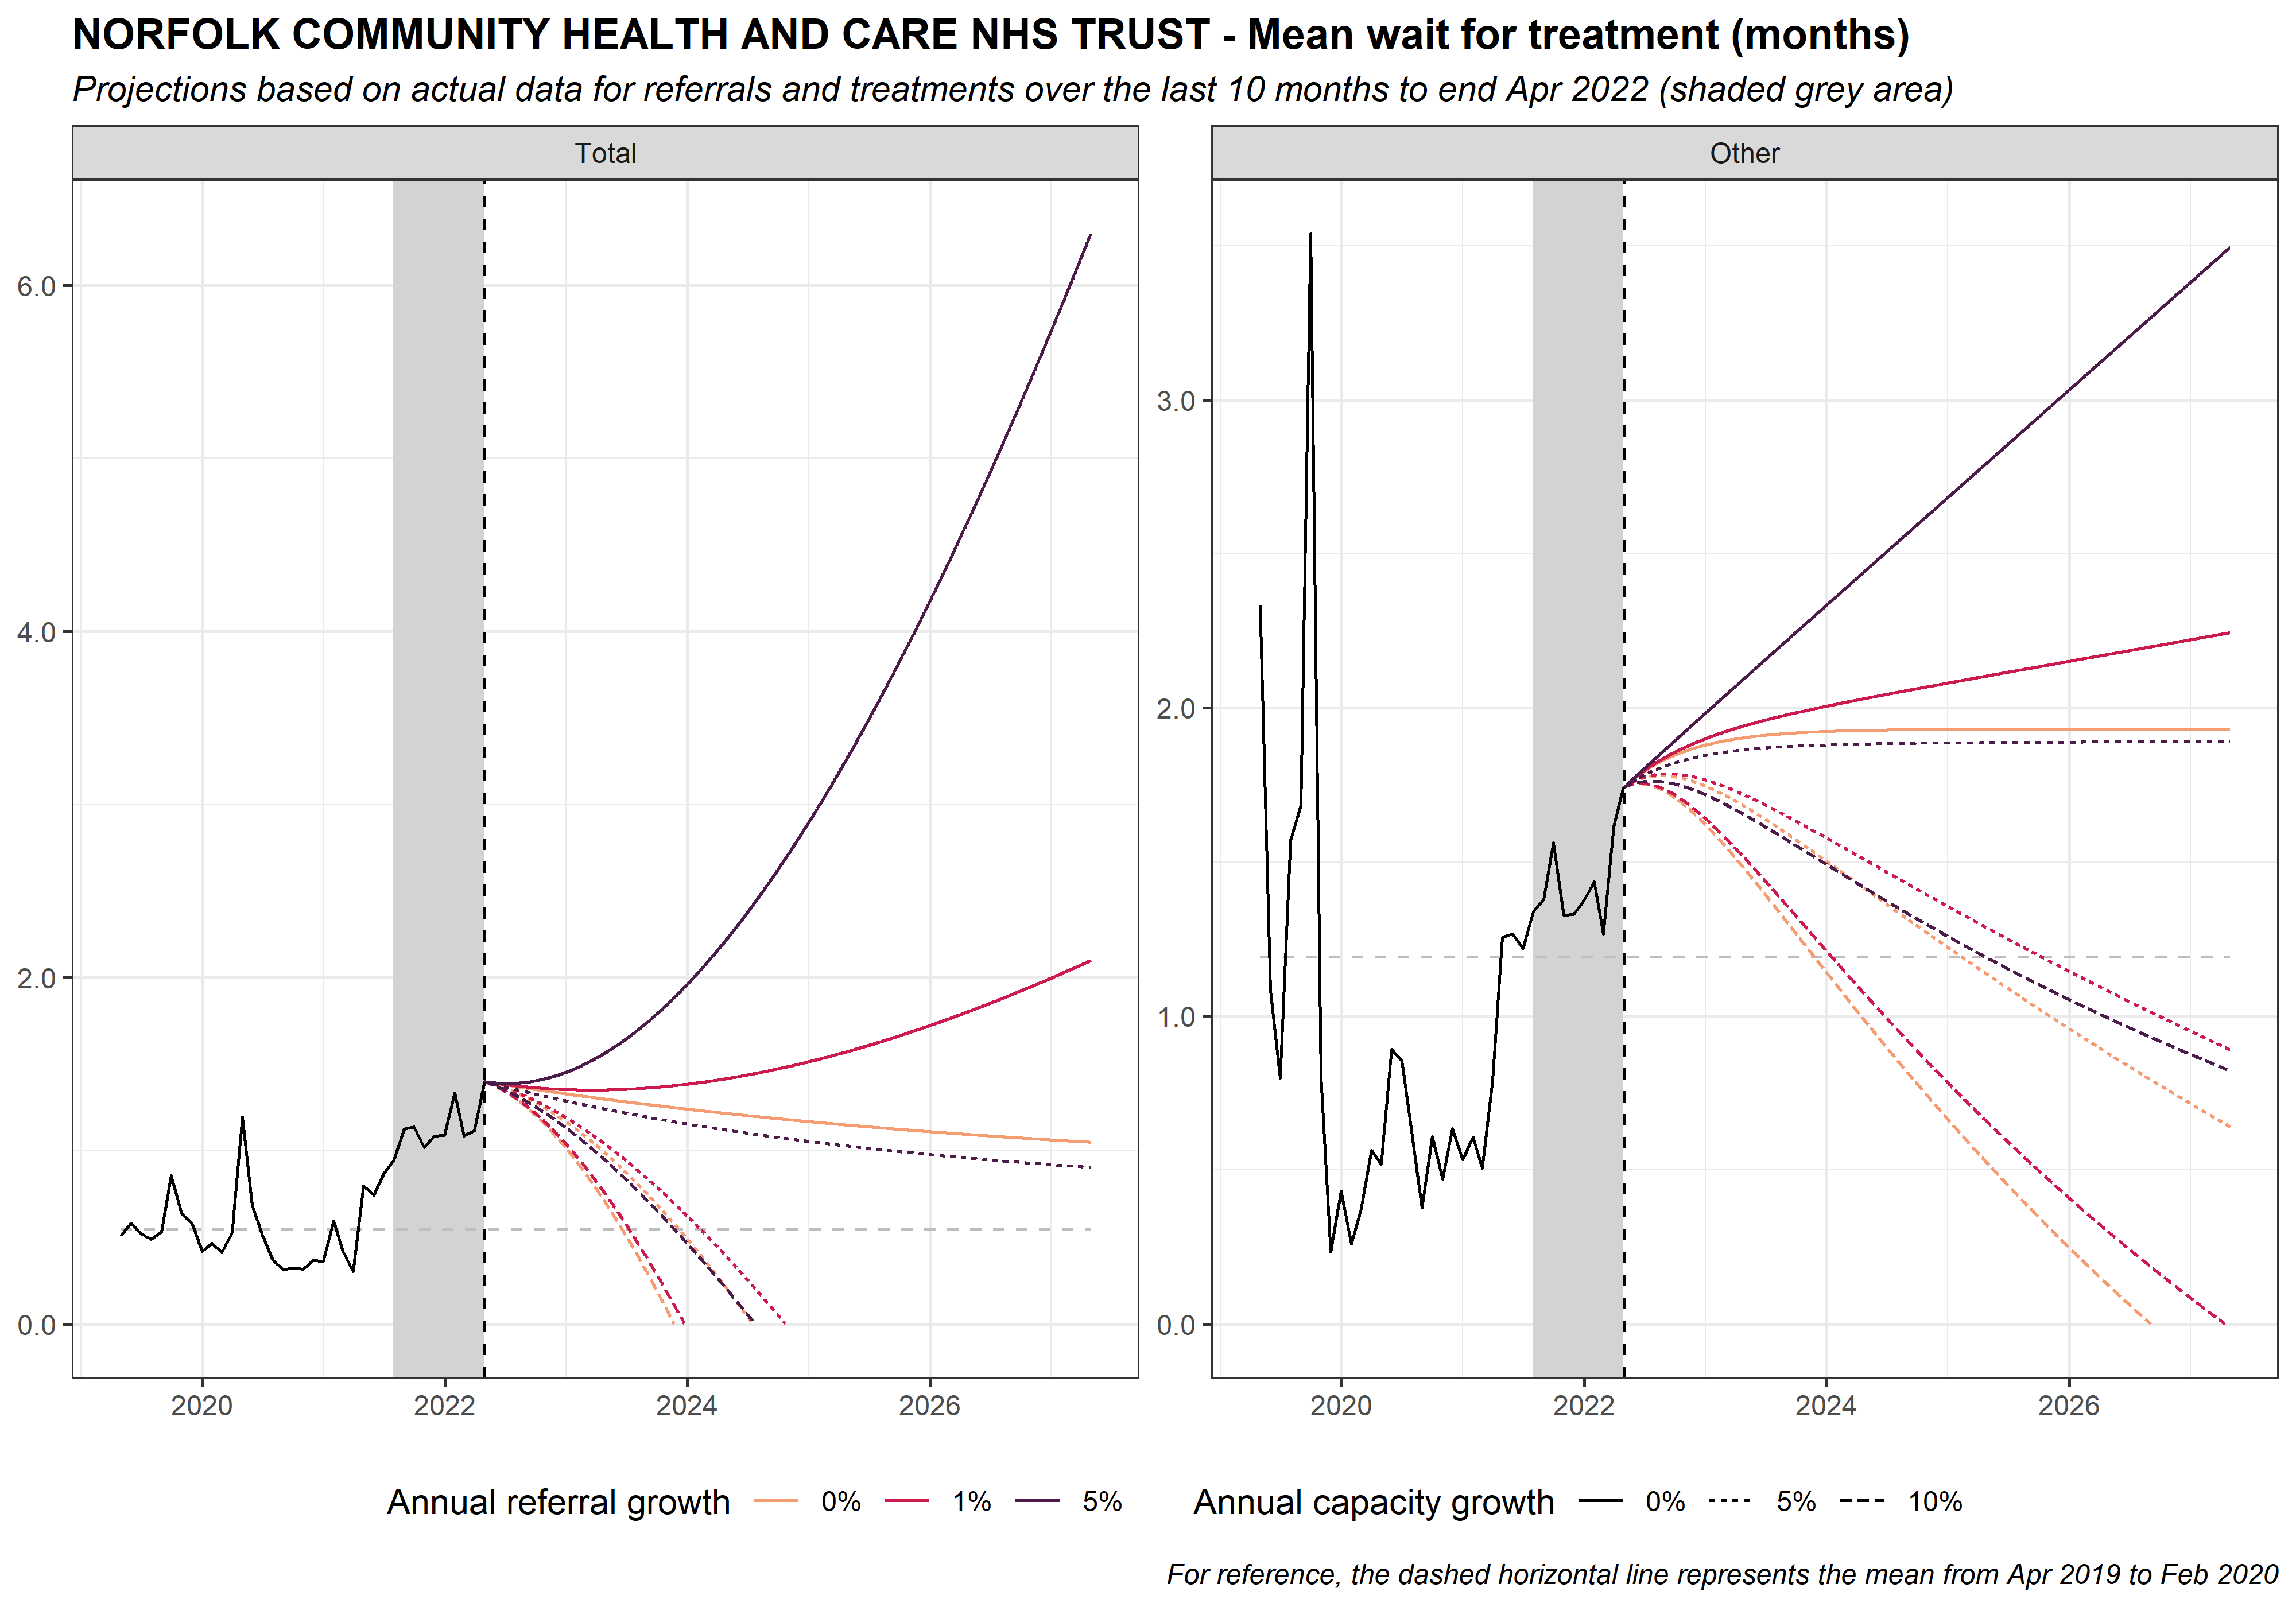 NORFOLK COMMUNITY HEALTH AND CARE NHS TRUST - Mean wait for treatment (months)
Projections based on actual data for referrals and treatments over the last 10 months to end Apr 2022 (shaded grey area)
Total
6.0
4.0
2.0
0.0
2020 2022 2024 2026
Other
3.0
2.0
1.0
0.0
2020 2022 2024 2026
Annual referral growth 0% 1% 5%
Annual capacity growth 0% 5% 10%
For reference, the dashed horizontal line represents the mean from Apr 2019 to Feb 2020